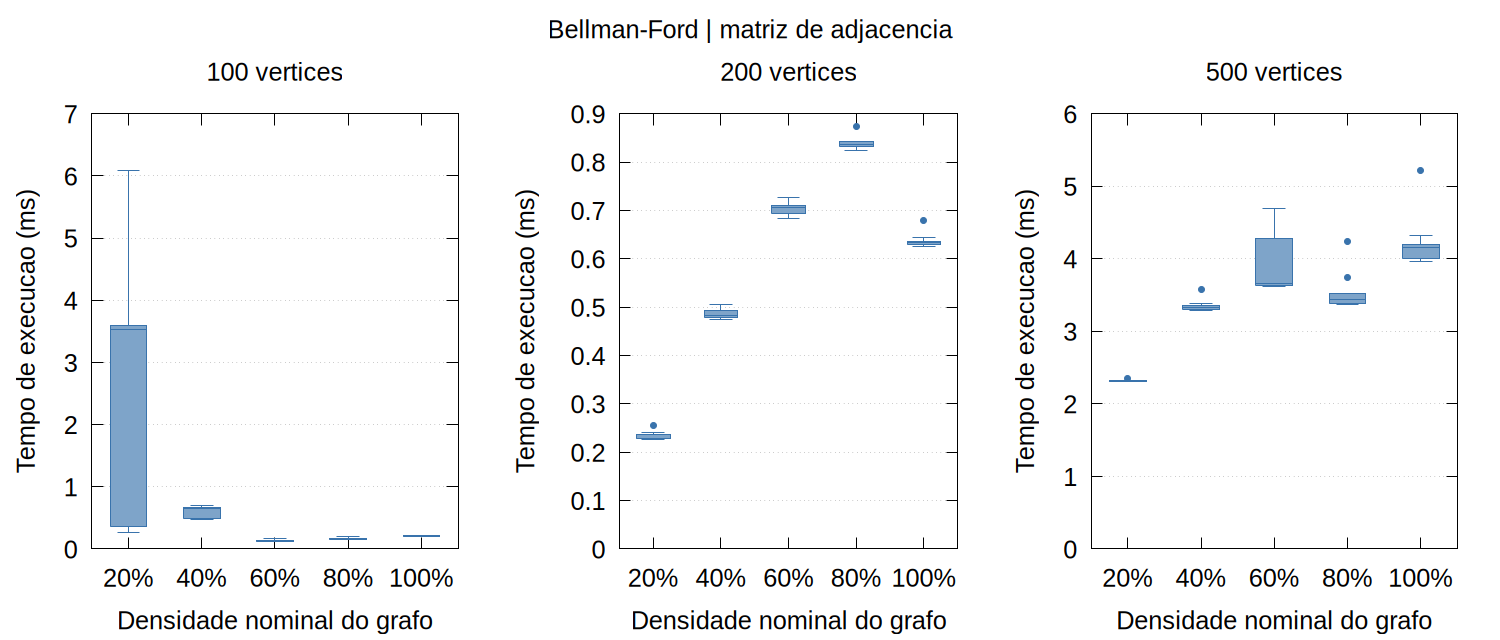 Bellman-Ford | matriz de adjacencia
100 vertices
7
6
5
4
3
2
1
0
20% 40% 60% 80% 100%
Tempo de execucao (ms)
Densidade nominal do grafo
200 vertices
0.9
0.8
0.7
0.6
0.5
0.4
0.3
0.2
0.1
0
20% 40% 60% 80% 100%
Tempo de execucao (ms)
Densidade nominal do grafo
500 vertices
6
5
4
3
2
1
0
20% 40% 60% 80% 100%
Tempo de execucao (ms)
Densidade nominal do grafo